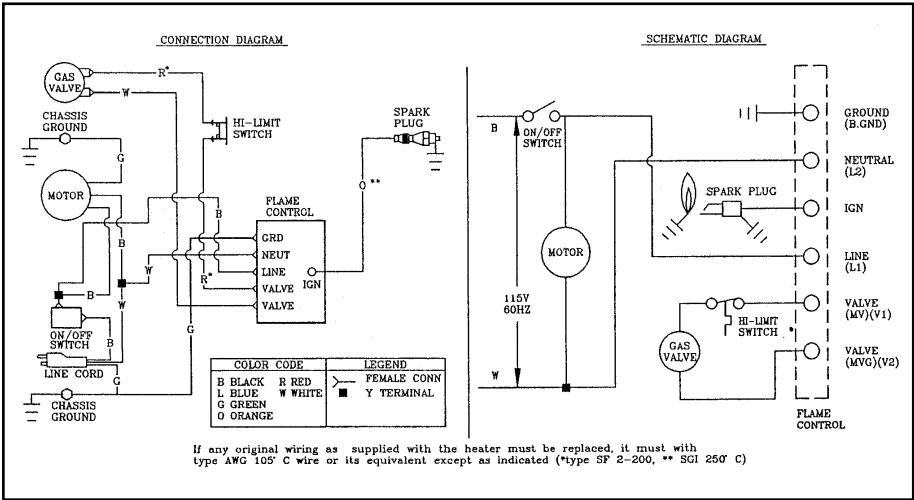 CONNECTION DIAGRAM
GAS
VALVE
R*
W
CHASSIS
GROUND
HI-LIMIT
SWITCH
SPARK
PLUG
G
MOTOR
O **
FLAME
CONTROL
B
B
GRD
NEUT
LINE
VALVE
VALVE
IGN
W
R*
B
W
G
ON/OFF
SWITCH
B
LINE CORD
G
CHASSIS
GROUND
COLOR CODE
B BLACK R RED
L BLUE W WHITE
G GREEN
O ORANGE
LEGEND
FEMALE CONN
Y TERMINAL
SCHEMATIC DIAGRAM
B
ON/OFF
SWITCH
MOTOR
115V
60HZ
W
SPARK PLUG
GAS
VALVE
HI-LIMIT
SWITCH *
GROUND
(B.GND)
NEUTRAL
(L2)
IGN
LINE
(L1)
VALVE
(MV)(V1)
VALVE
(MVG)(V2)
FLAME
CONTROL
If any original wiring as supplied with the heater must be replaced, it must with
type AWG 105° C wire or its equivalent except as indicated (*type SF 2-200, ** SGI 250° C)